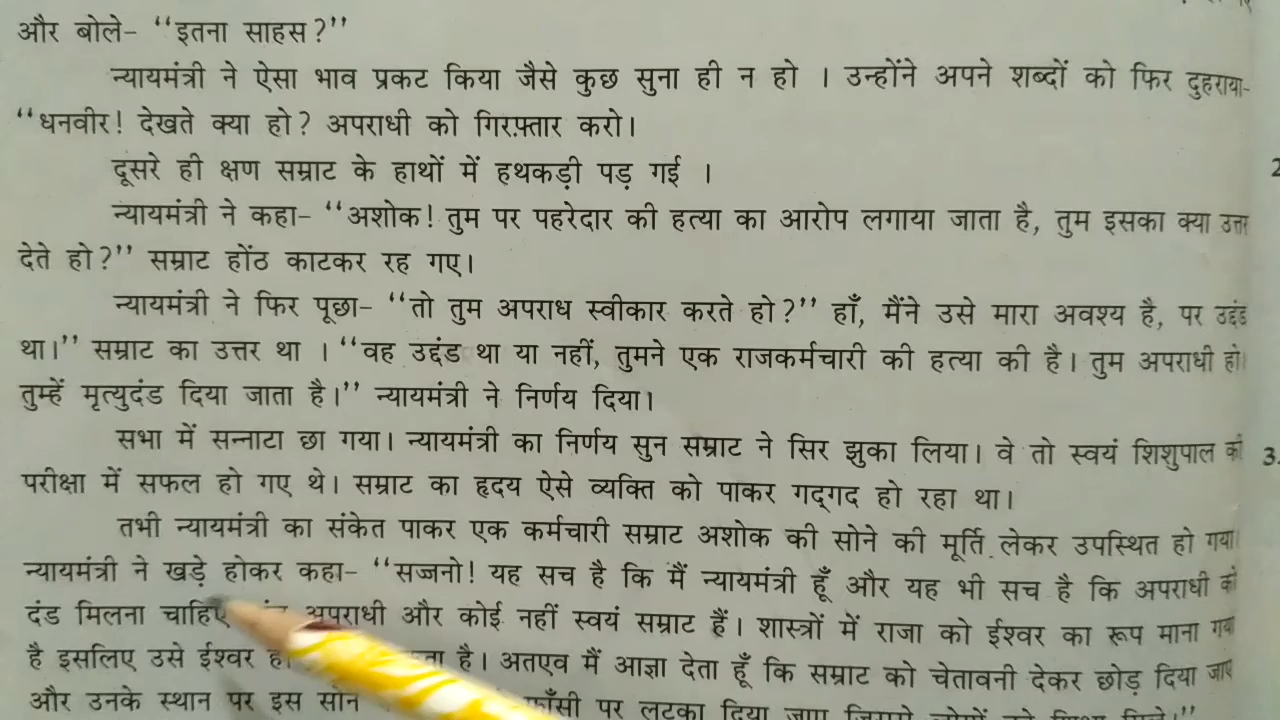 और बोले- “इतना साहस?”
न्यायमंत्री ने ऐसा भाव प्रकट किया जैसे कुछ सुना ही न हो । उन्होंने अपने शब्दों को फिर दुहराया-
“धनवीर! देखते क्या हो? अपराधी को गिरफ़्तार करो।
दूसरे ही क्षण सम्राट के हाथों में हथकड़ी पड़ गई ।
2
न्यायमंत्री ने कहा- “अशोक! तुम पर पहरेदार की हत्या का आरोप लगाया जाता है, तुम इसका क्या उत्तर
देते हो?” सम्राट होंठ काटकर रह गए।
न्यायमंत्री ने फिर पूछा- “तो तुम अपराध स्वीकार करते हो?” हाँ, मैंने उसे मारा अवश्य है, पर उद्दंड
था।” सम्राट का उत्तर था । “वह उद्दंड था या नहीं, तुमने एक राजकर्मचारी की हत्या की है। तुम अपराधी हो।
तुम्हें मृत्युदंड दिया जाता है।” न्यायमंत्री ने निर्णय दिया।
सभा में सन्नाटा छा गया। न्यायमंत्री का निर्णय सुन सम्राट ने सिर झुका लिया। वे तो स्वयं शिशुपाल की
3.
परीक्षा में सफल हो गए थे। सम्राट का हृदय ऐसे व्यक्ति को पाकर गद्‌गद हो रहा था।
तभी न्यायमंत्री का संकेत पाकर एक कर्मचारी सम्राट अशोक की सोने की मूर्ति लेकर उपस्थित हो गया।
न्यायमंत्री ने खड़े होकर कहा- “सज्जनो! यह सच है कि मैं न्यायमंत्री हूँ और यह भी सच है कि अपराधी को
दंड मिलना चाहिए अपराधी और कोई नहीं स्वयं सम्राट हैं। शास्त्रों में राजा को ईश्वर का रूप माना गया
है इसलिए उसे ईश्वर है। अतएव मैं आज्ञा देता हूँ कि सम्राट को चेतावनी देकर छोड़ दिया जाए
और उनके स्थान पर इस फाँसी पर लटका दिया जाए